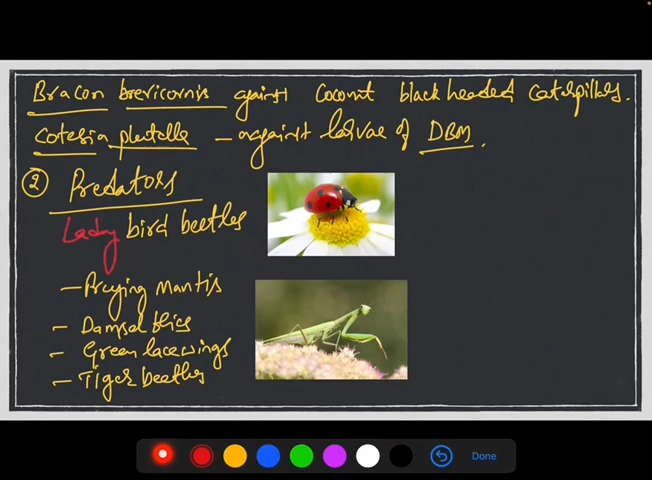 Bracon brevicornis against Coconut black headed Caterpillar.
Cotesia plutella - against larvae of DBM.
② Predators
Lady bird beetles
- Praying Mantis
- Damsel flies
- Green lacewings
- Tiger beetles
Done